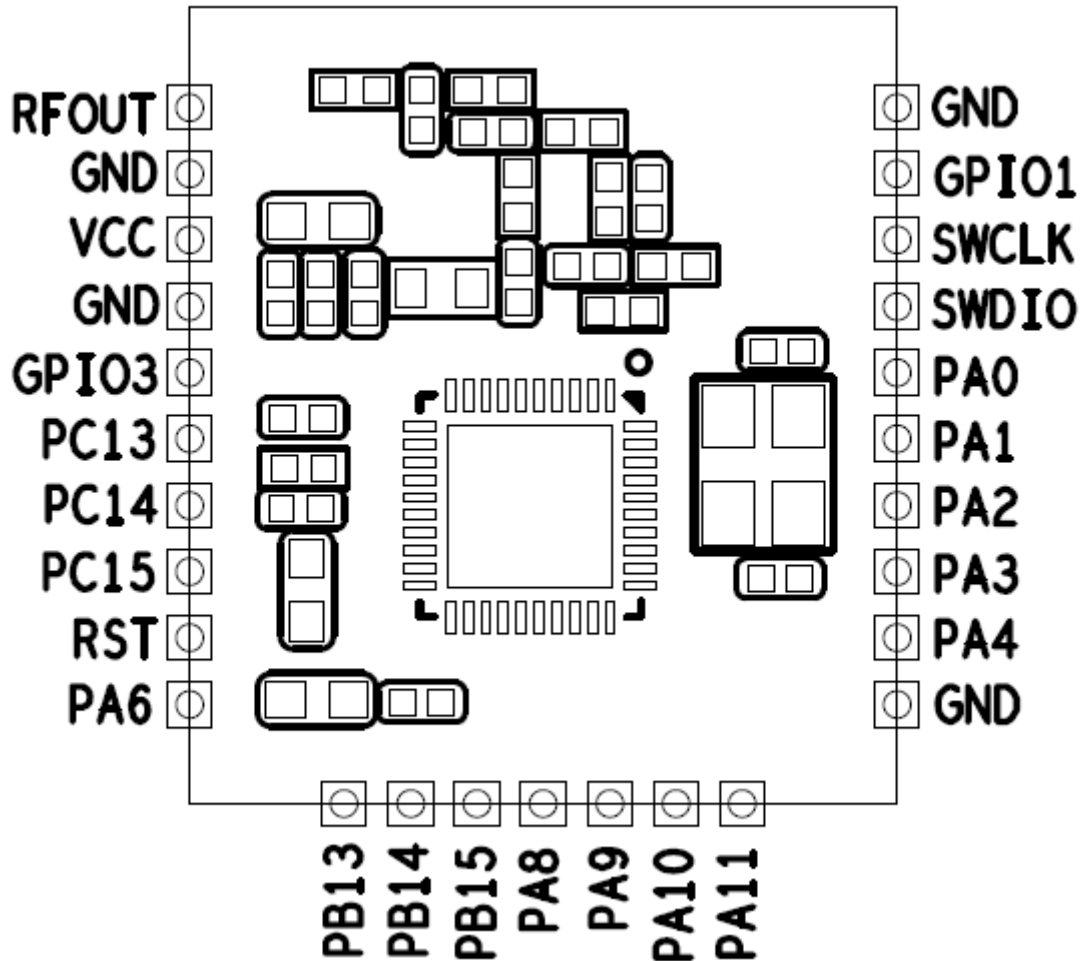 RFOUT
GND
VCC
GND
GPIO3
PC13
PC14
PC15
RST
PA6
GND
GPIO1
SWCLK
SWDIO
PA0
PA1
PA2
PA3
PA4
GND
PB13
PB14
PB15
PA8
PA9
PA10
PA11